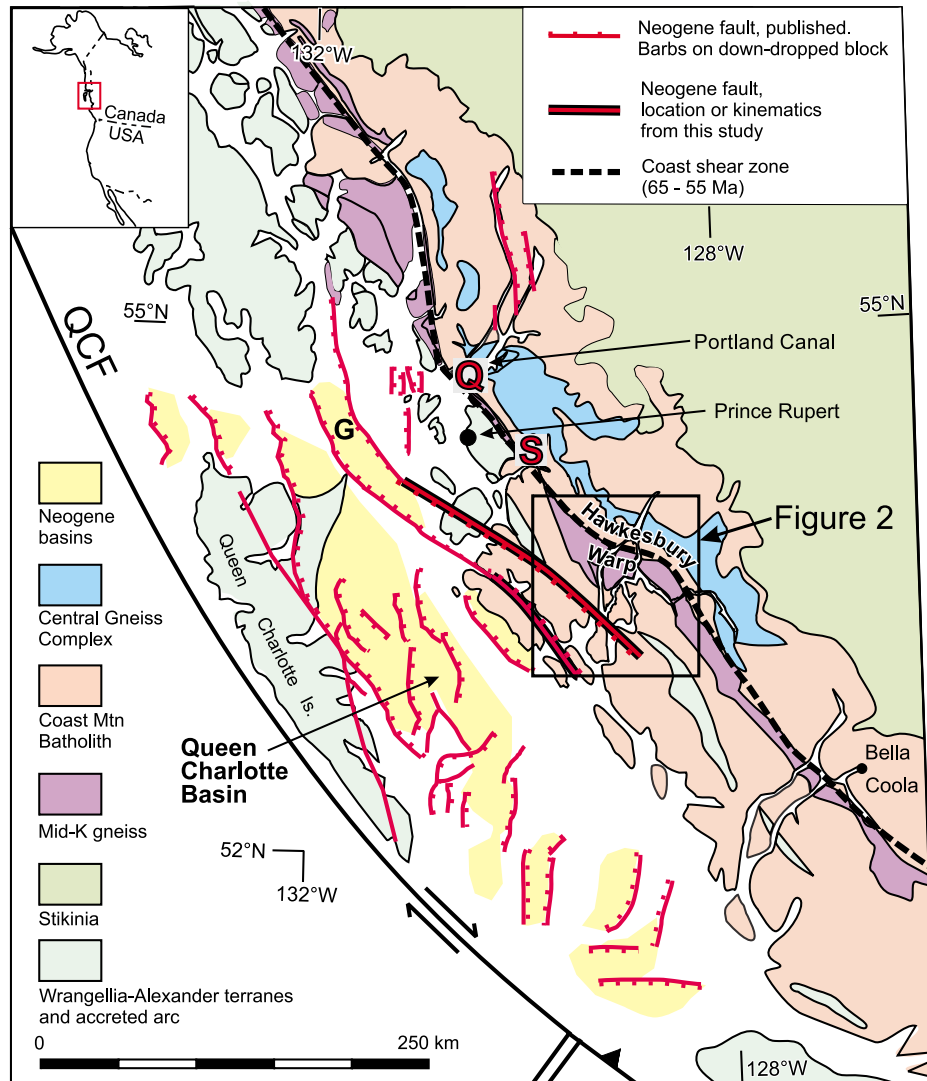 132°W
Canada
USA
Neogene fault, published.
Barbs on down-dropped block
Neogene fault,
location or kinematics
from this study
Coast shear zone
(65 - 55 Ma)
128°W
55°N
55°N
QCF
Portland Canal
Q
Prince Rupert
G
S
Hawkesbury
Warp
Figure 2
Neogene
basins
Central Gneiss
Complex
Coast Mtn
Batholith
Mid-K gneiss
Stikinia
Wrangellia-Alexander terranes
and accreted arc
Queen
Charlotte
Is.
Queen
Charlotte
Basin
Bella
Coola
52°N
132°W
0
250 km
128°W